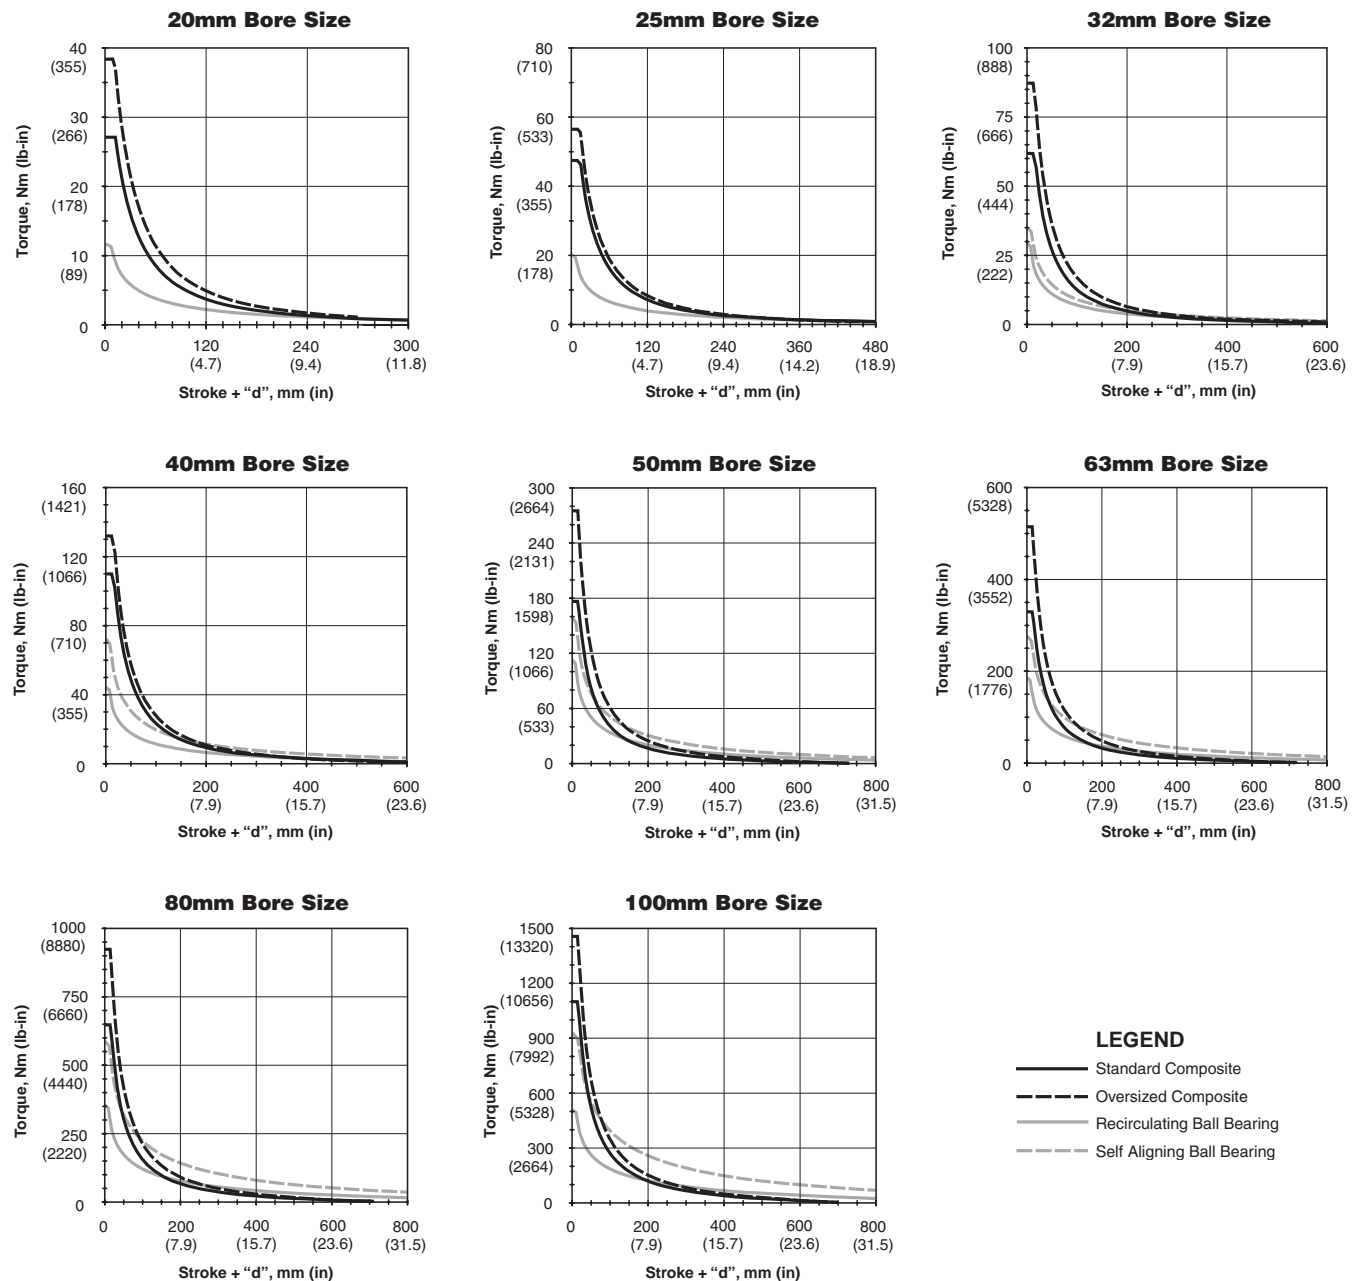 20mm Bore Size
40
(355)
30
(266)
20
(178)
10
(89)
0
Torque, Nm (lb-in)
0 120 240 300
(4.7) (9.4) (11.8)
Stroke + “d”, mm (in)
25mm Bore Size
80
(710)
60
(533)
40
(355)
20
(178)
0
Torque, Nm (lb-in)
0 120 240 360 480
(4.7) (9.4) (14.2) (18.9)
Stroke + “d”, mm (in)
32mm Bore Size
100
(888)
75
(666)
50
(444)
25
(222)
0
Torque, Nm (lb-in)
0 200 400 600
(7.9) (15.7) (23.6)
Stroke + “d”, mm (in)
40mm Bore Size
160
(1421)
120
(1066)
80
(710)
40
(355)
0
Torque, Nm (lb-in)
200 400 600
(7.9) (15.7) (23.6)
Stroke + “d”, mm (in)
50mm Bore Size
300
(2664)
240
(2131)
180
(1598)
120
(1066)
60
(533)
0
Torque, Nm (lb-in)
0 200 400 600 800
(7.9) (15.7) (23.6) (31.5)
Stroke + “d”, mm (in)
63mm Bore Size
600
(5328)
400
(3552)
200
(1776)
0
Torque, Nm (lb-in)
0 200 400 600 800
(7.9) (15.7) (23.6) (31.5)
Stroke + “d”, mm (in)
80mm Bore Size
1000
(8880)
750
(6660)
500
(4440)
250
(2220)
0
Torque, Nm (lb-in)
0 200 400 600 800
(7.9) (15.7) (23.6) (31.5)
Stroke + “d”, mm (in)
100mm Bore Size
1500
(13320)
1200
(10656)
900
(7992)
600
(5328)
300
(2664)
0
Torque, Nm (lb-in)
0 200 400 600 800
(7.9) (15.7) (23.6) (31.5)
Stroke + “d”, mm (in)
LEGEND
Standard Composite
Oversized Composite
Recirculating Ball Bearing
Self Aligning Ball Bearing